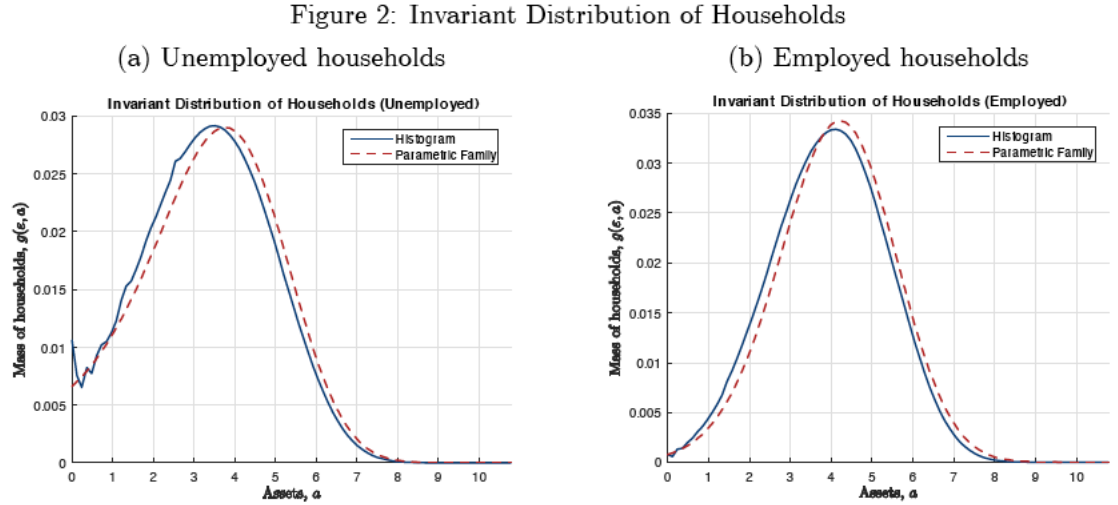 Figure 2: Invariant Distribution of Households
(a) Unemployed households
(b) Employed households
Invariant Distribution of Households (Unemployed)
Histogram
Parametric Family
Mass of households, g(ε, a)
0.03
0.025
0.02
0.015
0.01
0.005
0
0 1 2 3 4 5 6 7 8 9 10
Assets, a
Invariant Distribution of Households (Employed)
Histogram
Parametric Family
Mass of households, g(ε, a)
0.035
0.03
0.025
0.02
0.015
0.01
0.005
0
0 1 2 3 4 5 6 7 8 9 10
Assets, a